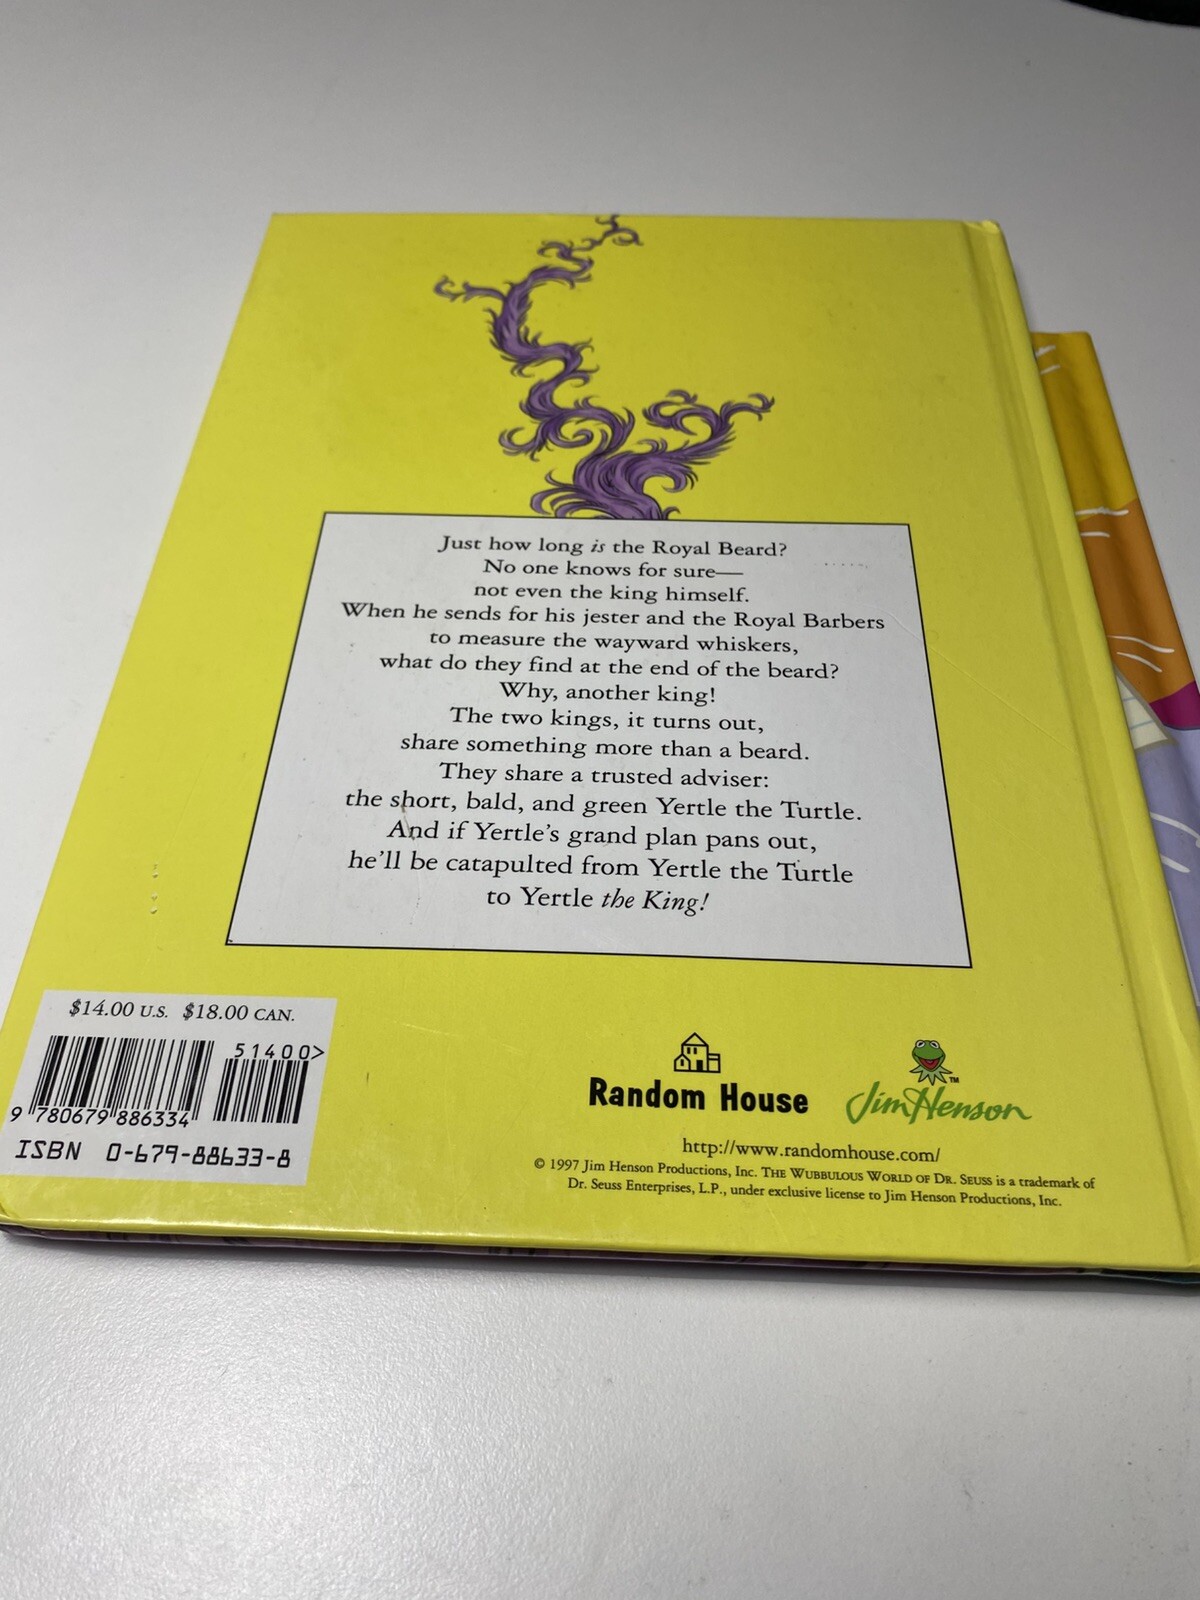 Just how long is the Royal Beard?
No one knows for sure—
not even the king himself.
When he sends for his jester and the Royal Barbers
to measure the wayward whiskers,
what do they find at the end of the beard?
Why, another king!
The two kings, it turns out,
share something more than a beard.
They share a trusted adviser:
the short, bald, and green Yertle the Turtle.
And if Yertle's grand plan pans out,
he'll be catapulted from Yertle the Turtle
to Yertle the King!
$14.00 U.S. $18.00 CAN.
51400>
9 780679 886334
ISBN 0-679-88633-8
Random House
Jim Henson TM
http://www.randomhouse.com/
© 1997 Jim Henson Productions, Inc. THE WUBBULOUS WORLD OF DR. SEUSS is a trademark of
Dr. Seuss Enterprises, L.P., under exclusive license to Jim Henson Productions, Inc.